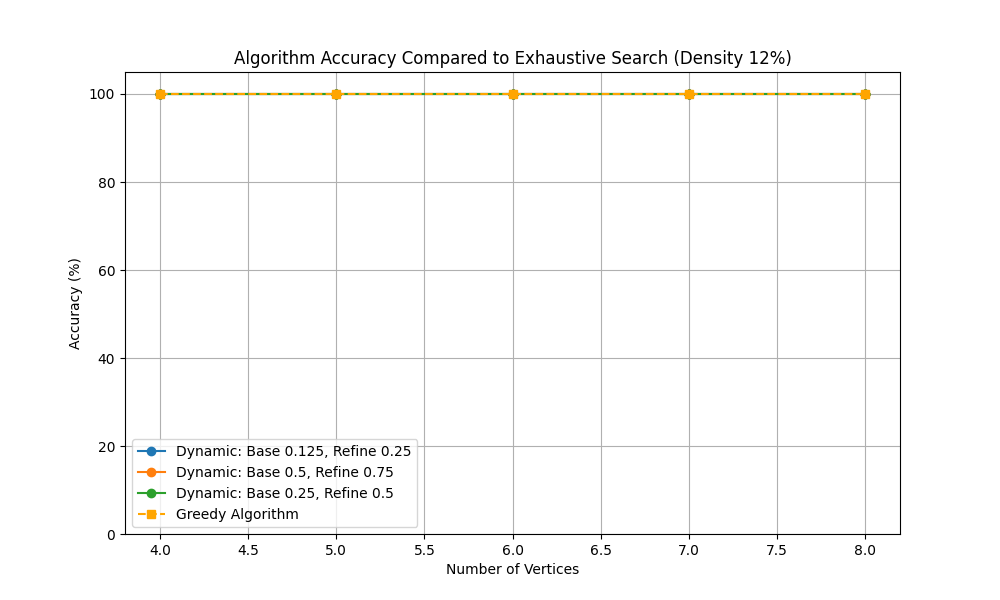 Algorithm Accuracy Compared to Exhaustive Search (Density 12%)
100
80
60
40
20
0
Accuracy (%)
Dynamic: Base 0.125, Refine 0.25
Dynamic: Base 0.5, Refine 0.75
Dynamic: Base 0.25, Refine 0.5
Greedy Algorithm
4.0 4.5 5.0 5.5 6.0 6.5 7.0 7.5 8.0
Number of Vertices